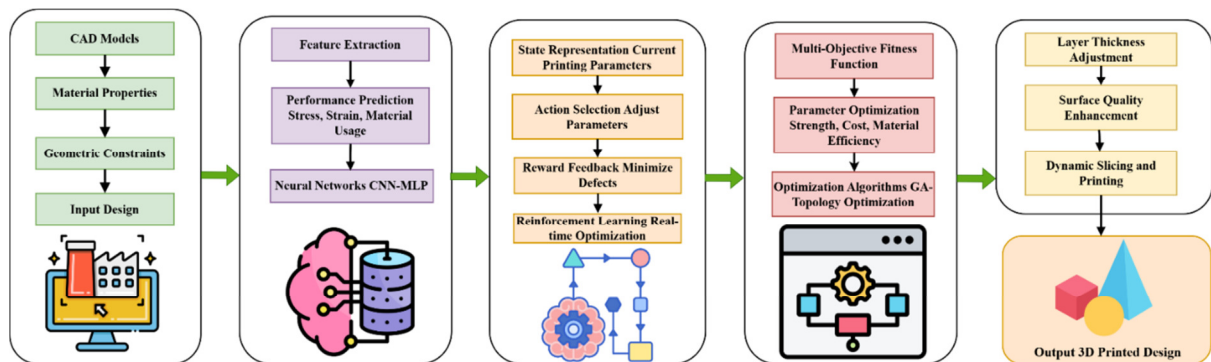 CAD Models
Material Properties
Geometric Constraints
Input Design
Feature Extraction
Performance Prediction
Stress, Strain, Material
Usage
Neural Networks CNN-MLP
State Representation Current
Printing Parameters
Action Selection Adjust
Parameters
Reward Feedback Minimize
Defects
Reinforcement Learning Real-
time Optimization
Multi-Objective Fitness
Function
Parameter Optimization
Strength, Cost, Material
Efficiency
Optimization Algorithms GA-
Topology Optimization
Layer Thickness
Adjustment
Surface Quality
Enhancement
Dynamic Slicing and
Printing
Output 3D Printed Design